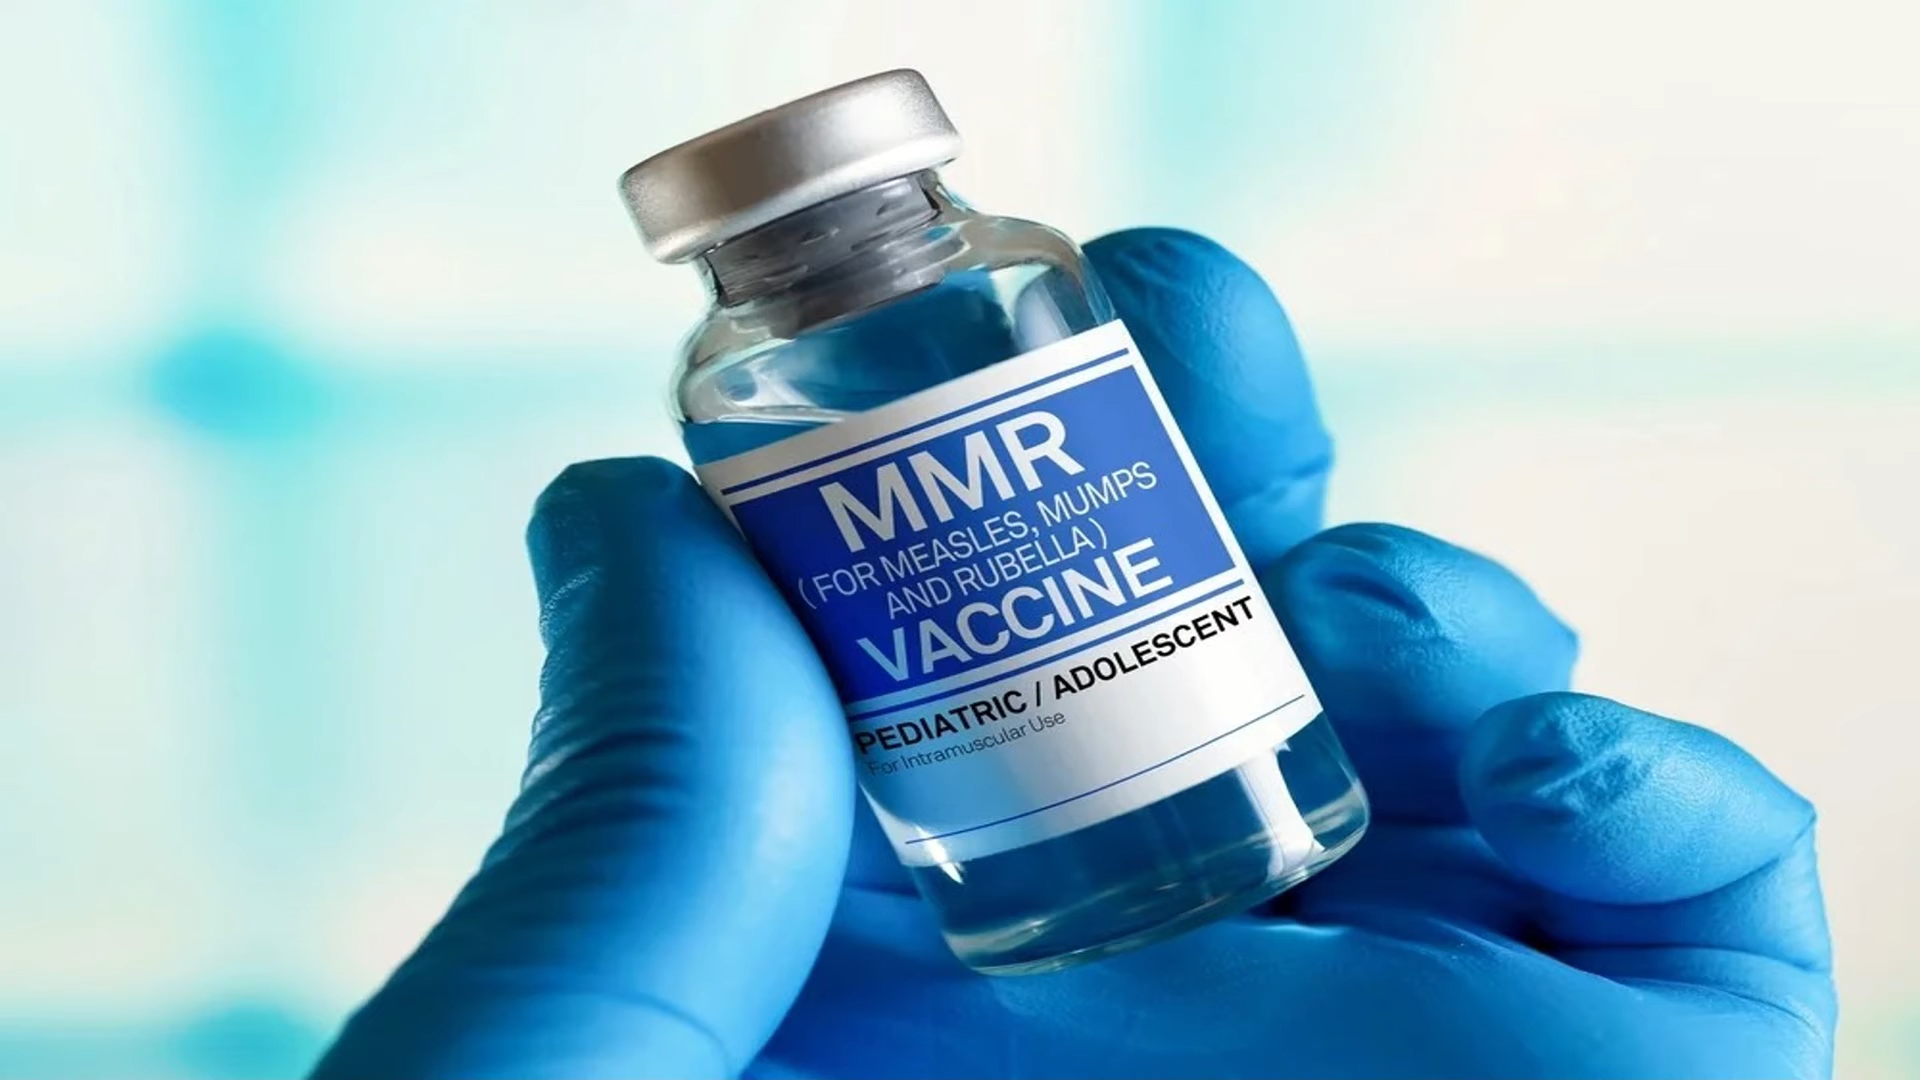 MMR
(FOR MEASLES, MUMPS
AND RUBELLA)
VACCINE
PEDIATRIC / ADOLESCENT
For Intramuscular Use